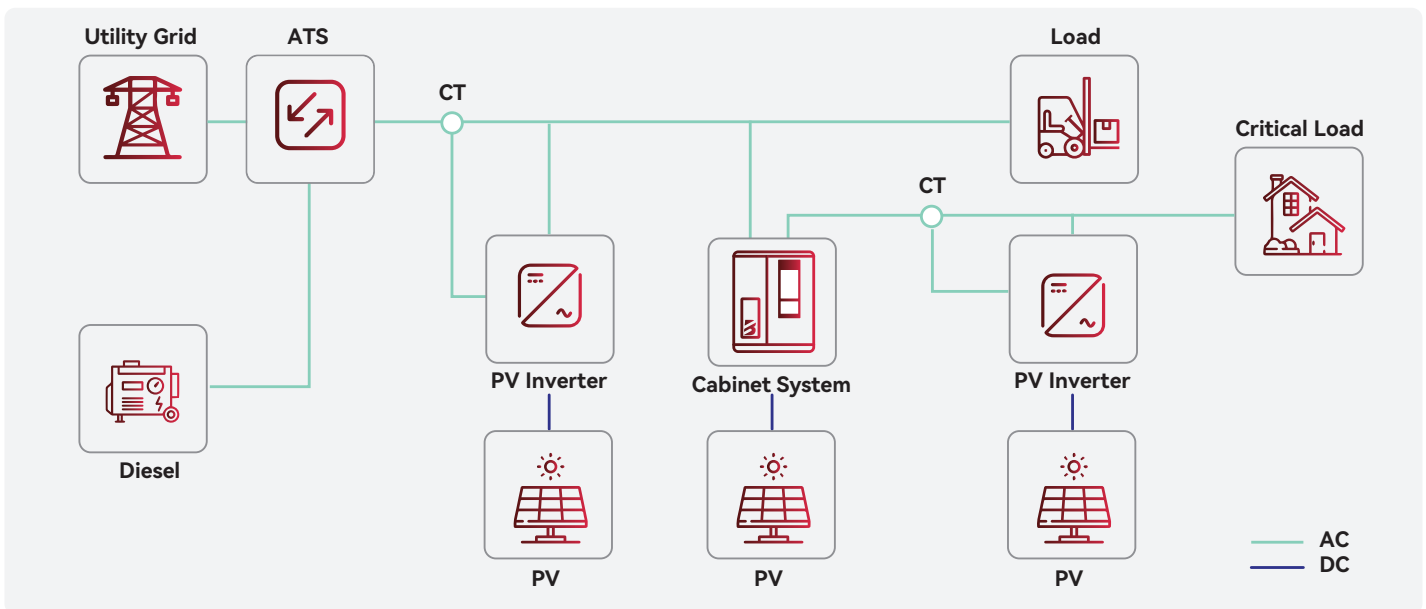 Utility Grid
ATS
Load
CT
Critical Load
CT
PV Inverter
Cabinet System
PV Inverter
Diesel
AC
DC
PV
PV
PV